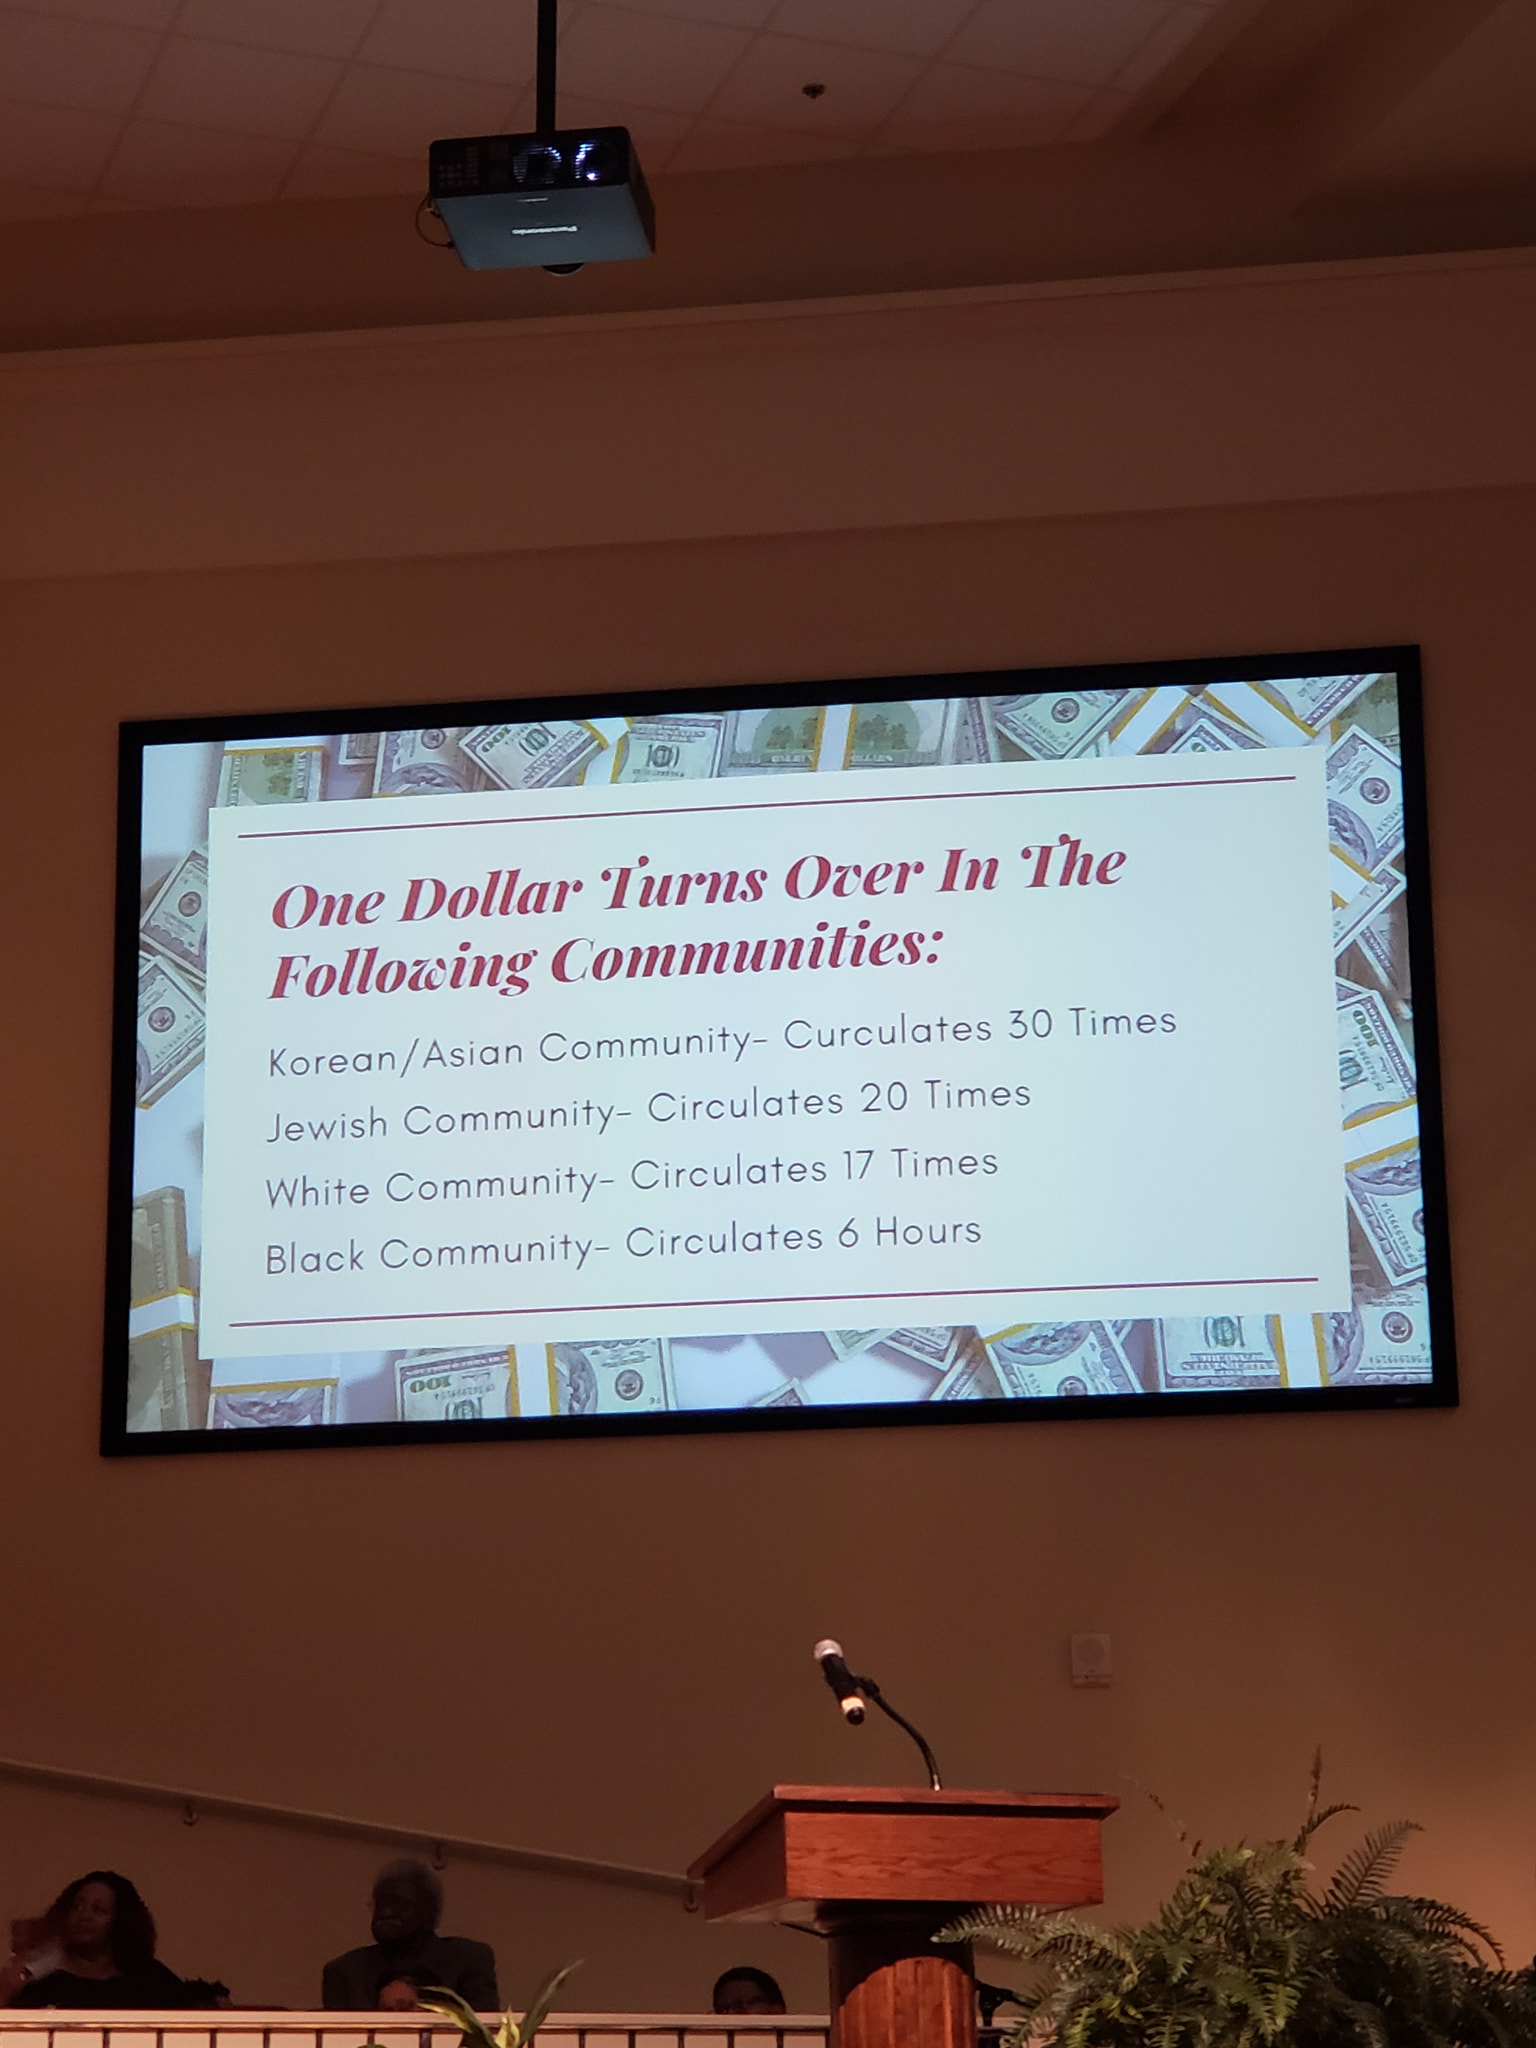 Panasonic
One Dollar Turns Over In The
Following Communities:
Korean/Asian Community- Curculates 30 Times
Jewish Community- Circulates 20 Times
White Community- Circulates 17 Times
Black Community- Circulates 6 Hours